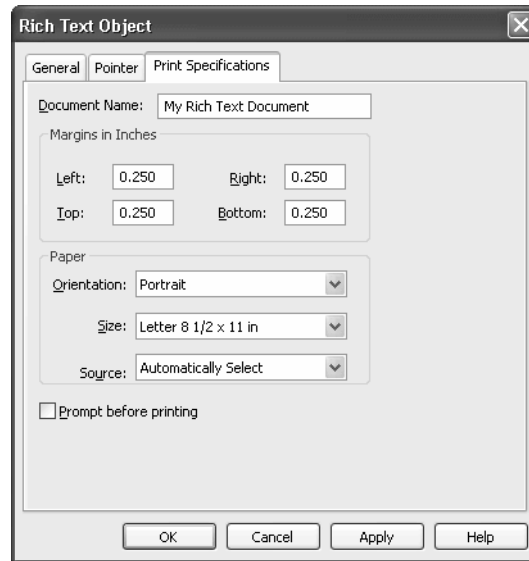 Rich Text Object
General Pointer Print Specifications
Document Name: My Rich Text Document
Margins in Inches
Left: 0.250 Right: 0.250
Top: 0.250 Bottom: 0.250
Paper
Orientation: Portrait
Size: Letter 8 1/2 x 11 in
Source: Automatically Select
Prompt before printing
OK Cancel Apply Help